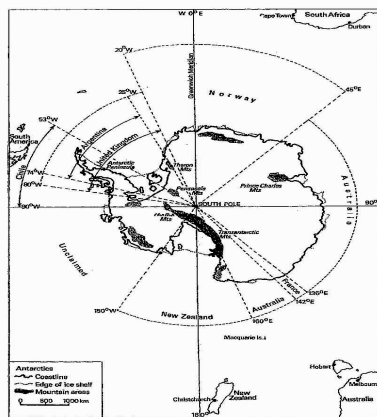 W 0° E
Cape Town
South Africa
Durban
20°W
Greenwich Meridian
Norway
45°E
25°W
53°W
South America
Argentina
United Kingdom
Chile
Antarctic Peninsula
Theron Mts
74°W
80°W
90°W
Pensacola Mts
Prince Charles Mts
Australia
SOUTH POLE
90°E
Transantarctic Mts
Unclaimed
France
136°E
142°E
Australia
160°E
150°W
New Zealand
Macquarie Is.
Hobart
Melbourne
Australia
Christchurch
New Zealand
180°
Antarctica
Coastline
Edge of ice shelf
Mountain areas
0 500 1000 km